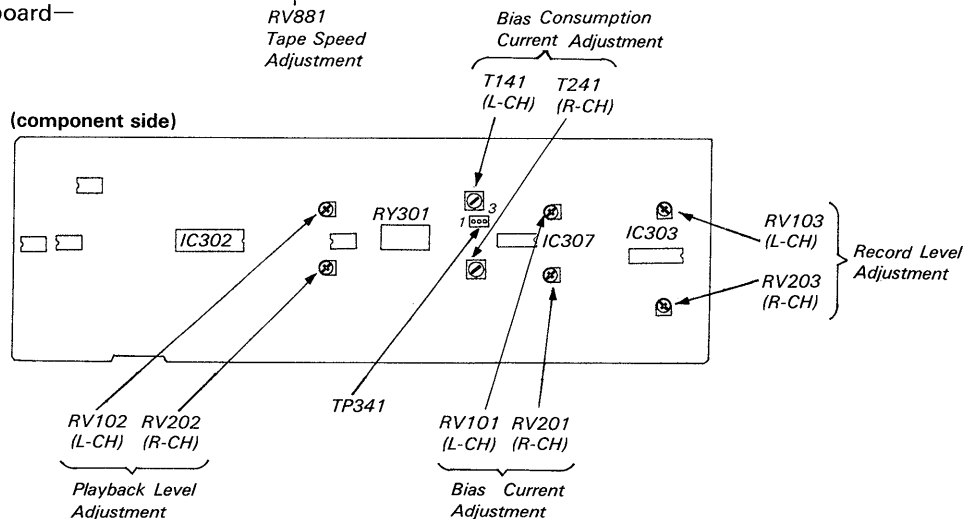 board—
RV881
Tape Speed
Adjustment
Bias Consumption
Current Adjustment
T141
(L-CH)
T241
(R-CH)
(component side)
RY301
1
3
IC302
IC307
IC303
RV103
(L-CH)
RV203
(R-CH)
Record Level
Adjustment
TP341
RV102
(L-CH)
RV202
(R-CH)
Playback Level
Adjustment
RV101
(L-CH)
RV201
(R-CH)
Bias Current
Adjustment